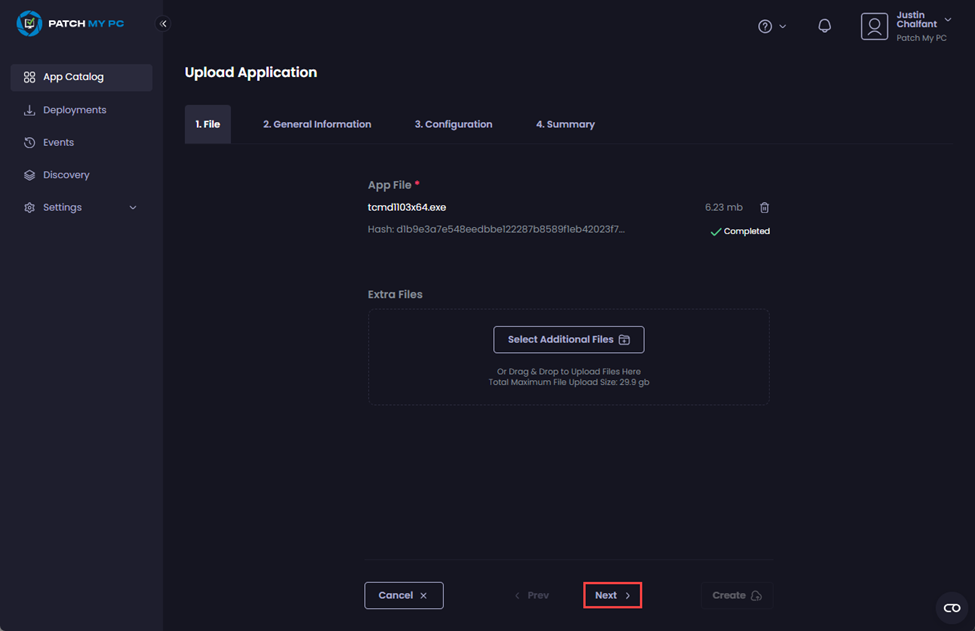 PATCH MY PC
Justin
Chalfant
Patch My PC
App Catalog
Deployments
Events
Discovery
Settings
Upload Application
1. File
2. General Information
3. Configuration
4. Summary
App File *
tcmd1103x64.exe
6.23 mb
Hash: d1b9e3a7e548eedbbe122287b8589f1eb42023f7...
Completed
Extra Files
Select Additional Files
Or Drag & Drop to Upload Files Here
Total Maximum File Upload Size: 29.9 gb
Cancel
Prev
Next
Create